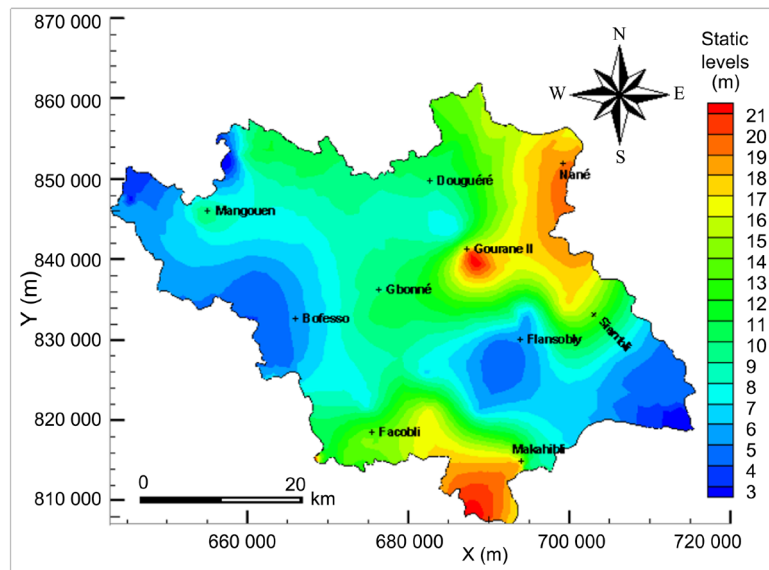 870 000
860 000
850 000
840 000
830 000
820 000
810 000
Y (m)
N
W
E
S
Static
levels
(m)
21
20
19
18
17
16
15
14
13
12
11
10
9
8
7
6
5
4
3
Nané
Douguéré
Mangouen
Gourane II
Gbonné
Bofesso
Siambli
Flansobly
Facobli
Makahibli
0
20
km
660 000
680 000
700 000
720 000
X (m)